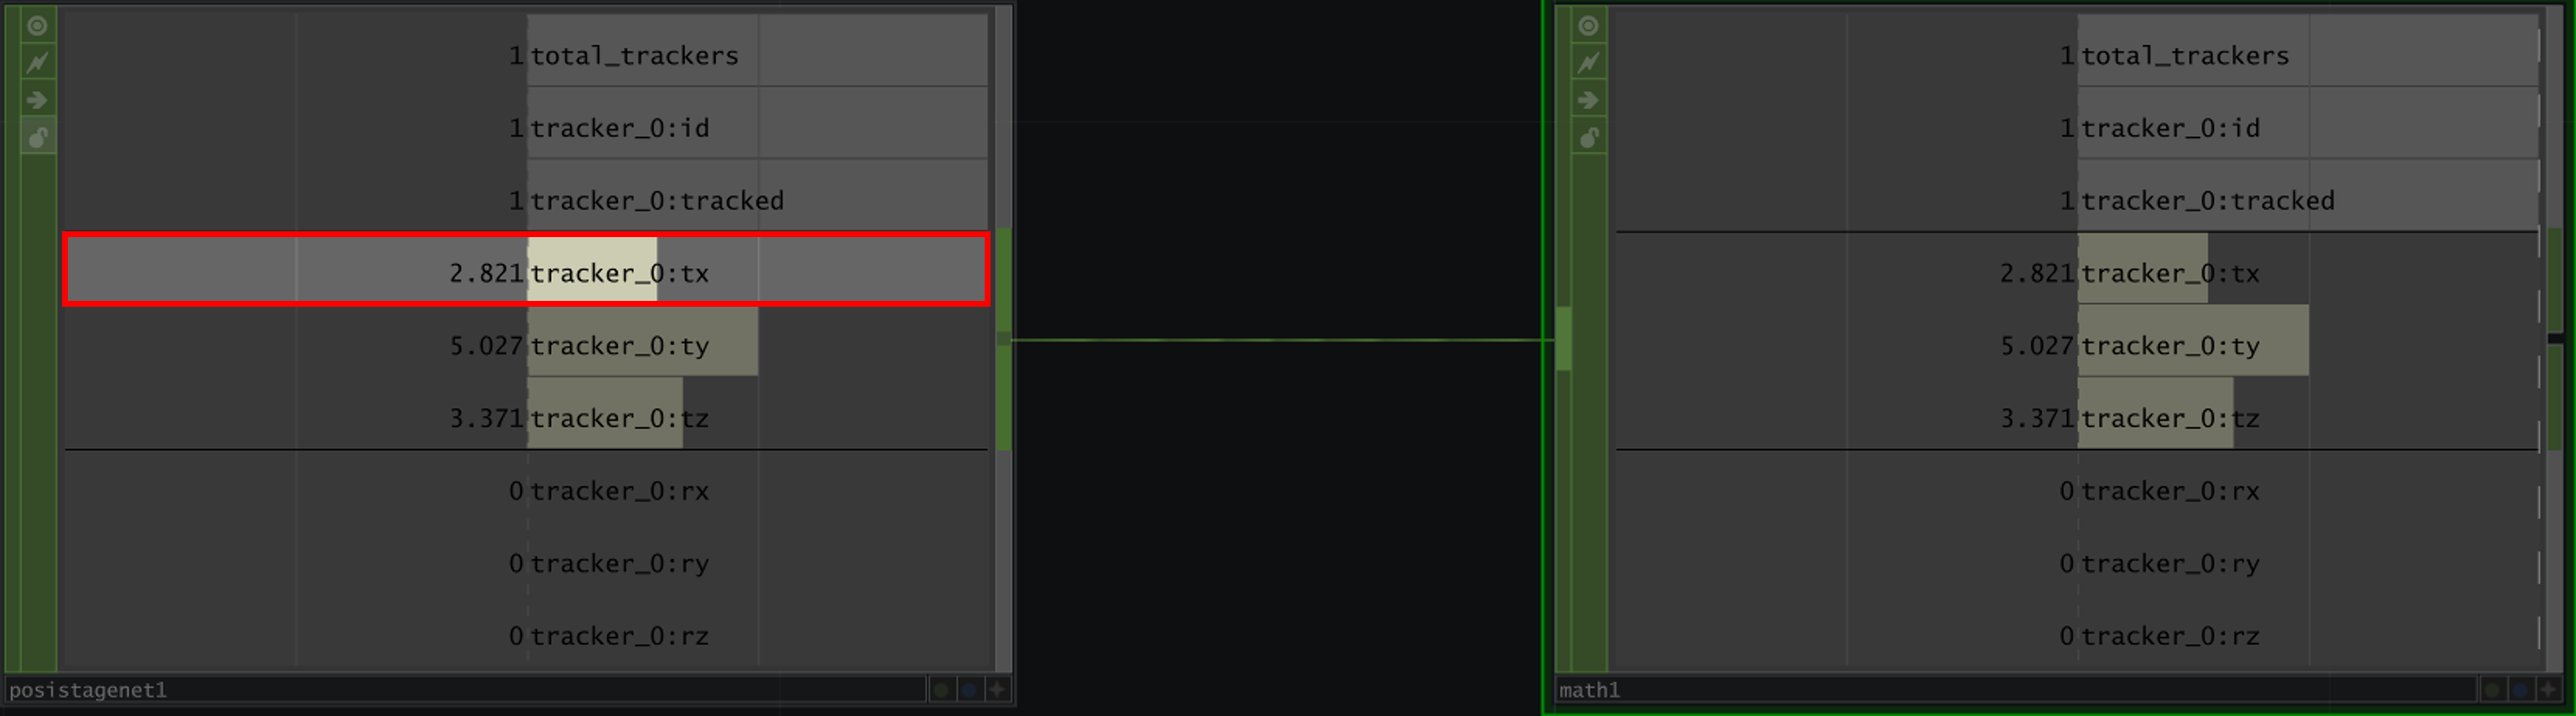 1 total_trackers
1 tracker_0:id
1 tracker_0:tracked
2.821 tracker_0:tx
5.027 tracker_0:ty
3.371 tracker_0:tz
0 tracker_0:rx
0 tracker_0:ry
0 tracker_0:rz
posistagenet1
1 total_trackers
1 tracker_0:id
1 tracker_0:tracked
2.821 tracker_0:tx
5.027 tracker_0:ty
3.371 tracker_0:tz
0 tracker_0:rx
0 tracker_0:ry
0 tracker_0:rz
math1